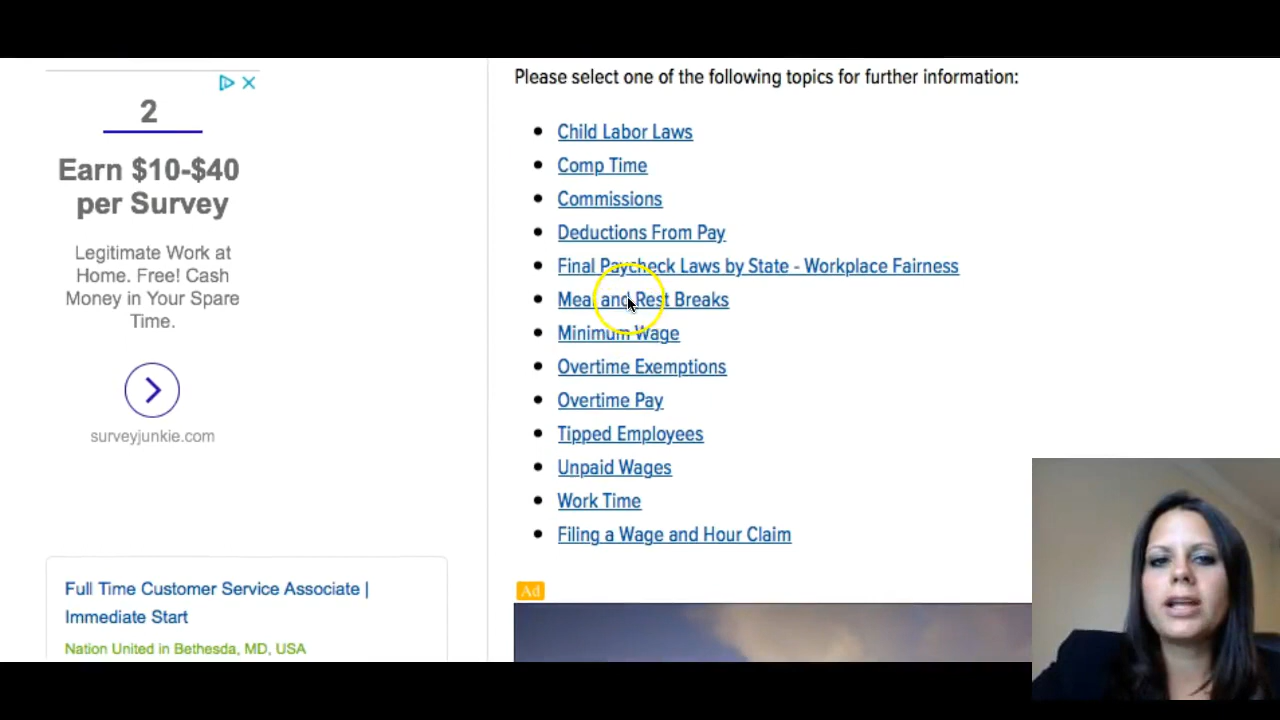 2
Earn $10-$40
per Survey
Legitimate Work at
Home. Free! Cash
Money in Your Spare
Time.
surveyjunkie.com
Full Time Customer Service Associate |
Immediate Start
Nation United in Bethesda, MD, USA
Please select one of the following topics for further information:
Child Labor Laws
Comp Time
Commissions
Deductions From Pay
Final Paycheck Laws by State - Workplace Fairness
Meal and Rest Breaks
Minimum Wage
Overtime Exemptions
Overtime Pay
Tipped Employees
Unpaid Wages
Work Time
Filing a Wage and Hour Claim
Ad